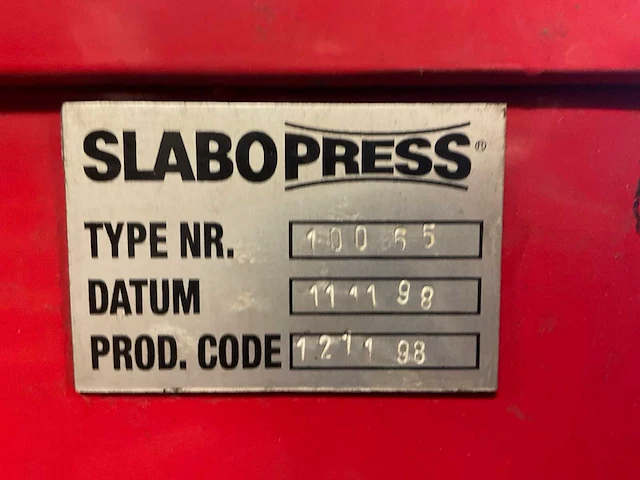 SLABOPRESS®
TYPE NR. 100 65
DATUM 11 11 98
PROD. CODE 1211 98